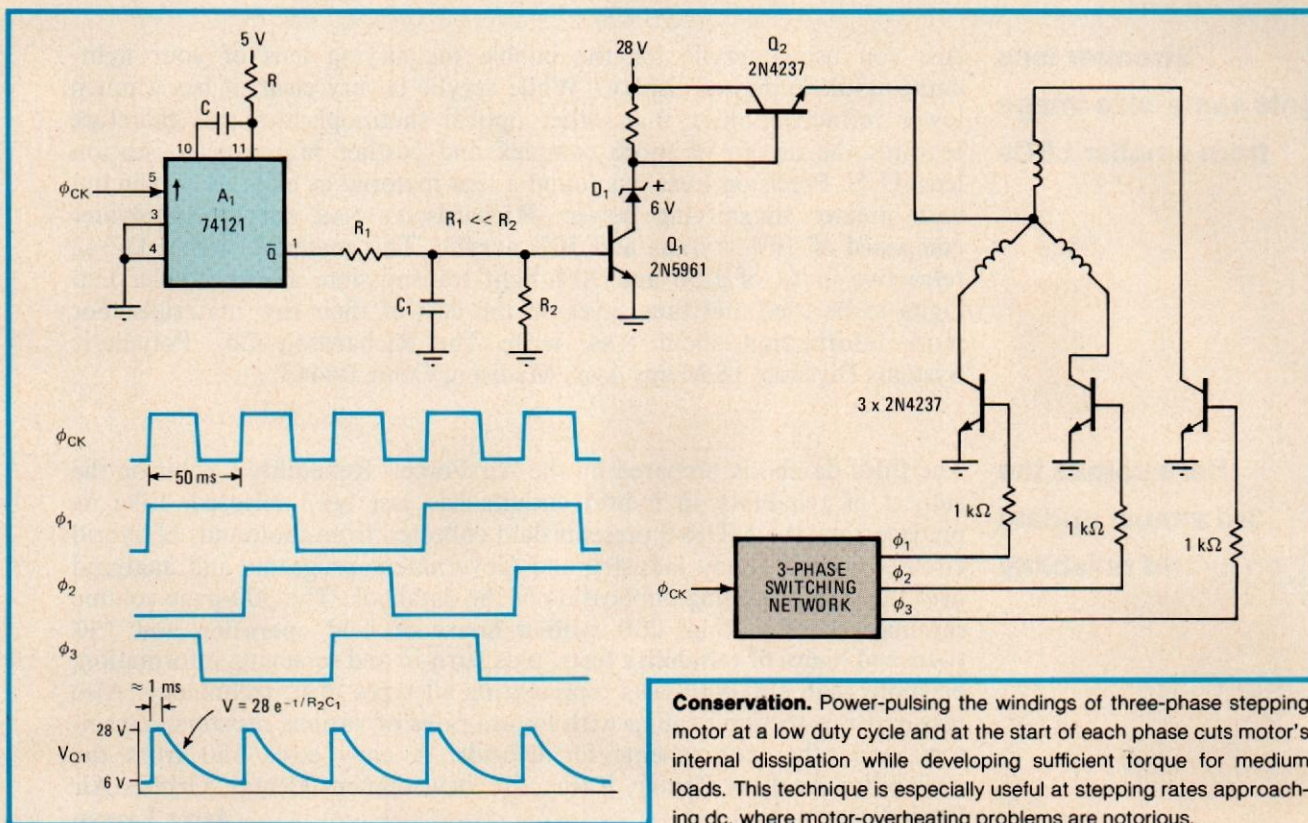 5 V
R
C
10
11
ϕCK
5
↑
A1
74121
3
4
Q̄
1
R1
R1 << R2
C1
R2
28 V
D1
+
6 V
Q1
2N5961
Q2
2N4237
3 x 2N4237
1 kΩ
1 kΩ
1 kΩ
ϕCK
3-PHASE
SWITCHING
NETWORK
ϕ1
ϕ2
ϕ3
ϕCK
50 ms
ϕ1
ϕ2
ϕ3
≈ 1 ms
V = 28 e^-1/R2C1
28 V
VQ1
6 V
Conservation. Power-pulsing the windings of three-phase stepping
motor at a low duty cycle and at the start of each phase cuts motor's
internal dissipation while developing sufficient torque for medium
loads. This technique is especially useful at stepping rates approach-
ing dc, where motor-overheating problems are notorious.